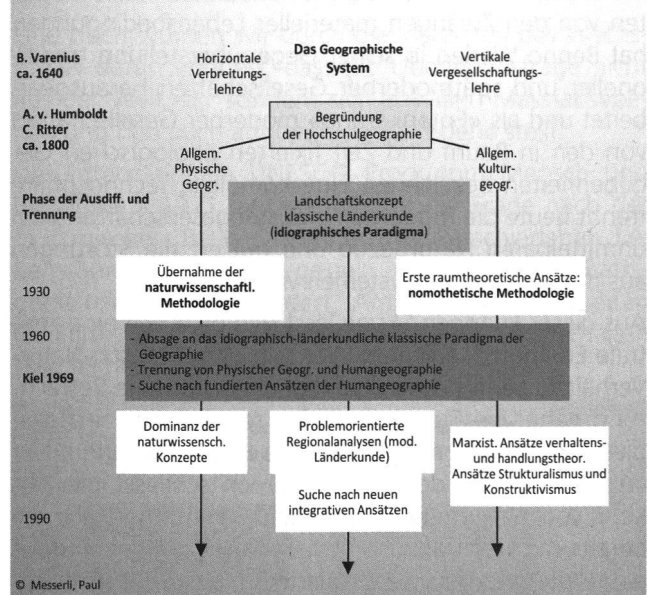 Das Geographische
System
B. Varenius
ca. 1640
Horizontale
Verbreitungs-
lehre
Vertikale
Vergesellschaftungs-
lehre
A. v. Humboldt
C. Ritter
ca. 1800
Begründung
der Hochschulgeographie
Allgem.
Physische
Geogr.
Allgem.
Kultur-
geogr.
Phase der Ausdiff. und
Trennung
Landschaftskonzept
klassische Länderkunde
(idiographisches Paradigma)
1930
Übernahme der
naturwissenschaftl.
Methodologie
Erste raumtheoretische Ansätze:
nomothetische Methodologie
1960
Kiel 1969
- Absage an das idiographisch-länderkundliche klassische Paradigma der
Geographie
- Trennung von Physischer Geogr. und Humangeographie
- Suche nach fundierten Ansätzen der Humangeographie
Dominanz der
naturwissensch.
Konzepte
Problemorientierte
Regionalanalysen (mod.
Länderkunde)
Suche nach neuen
integrativen Ansätzen
Marxist. Ansätze verhaltens-
und handlungstheor.
Ansätze Strukturalismus und
Konstruktivismus
1990
© Messerli, Paul